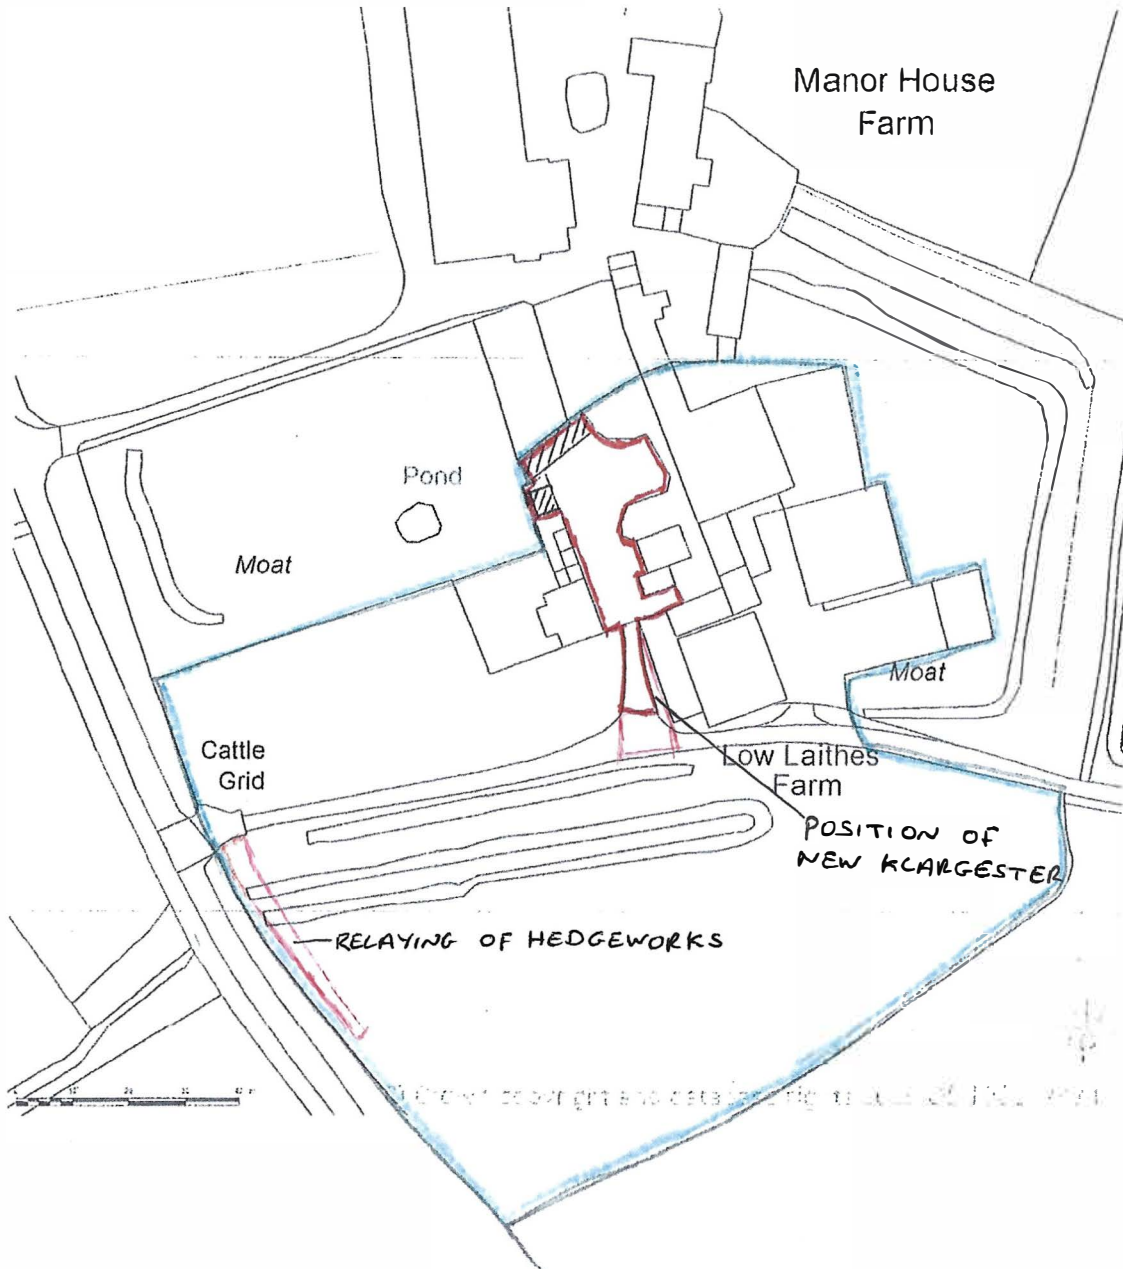 Manor House
Farm
Pond
Moat
Moat
Cattle
Grid
Low Laithes
Farm
POSITION OF
NEW KLARGESTER
RELAYING OF HEDGEWORKS